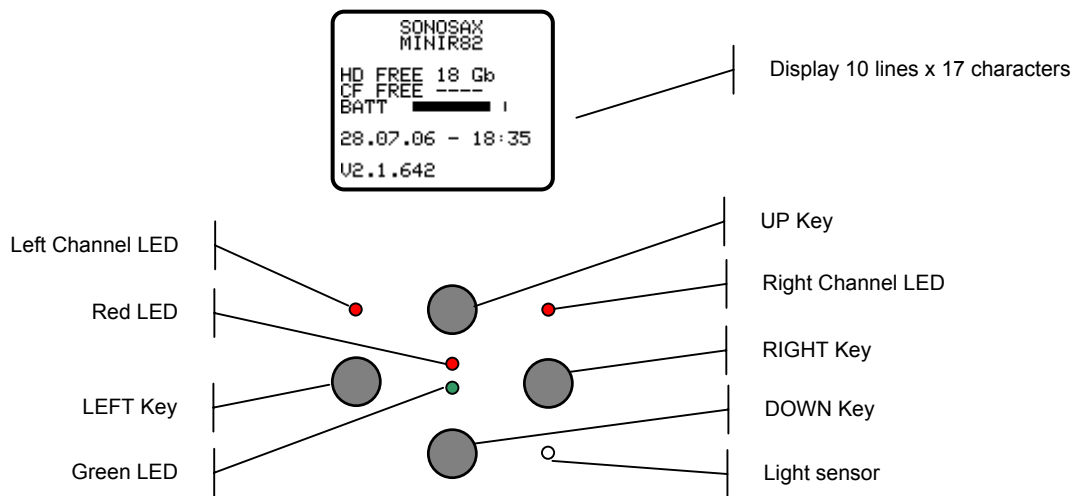 SONOSAX
MINIR82
HD FREE 18 Gb
CF FREE ----
BATT
28.07.06 - 18:35
V2.1.642
Display 10 lines x 17 characters
UP Key
Left Channel LED
Right Channel LED
Red LED
RIGHT Key
LEFT Key
DOWN Key
Green LED
Light sensor